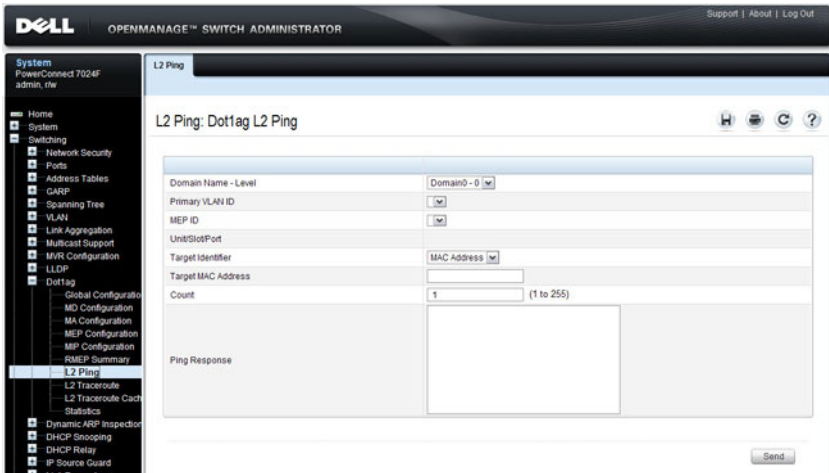 Support | About | Log Out
DELL OPENMANAGE™ SWITCH ADMINISTRATOR
System
PowerConnect 7024F
admin, r/w
Home
System
Switching
Network Security
Ports
Address Tables
GARP
Spanning Tree
VLAN
Link Aggregation
Multicast Support
MVR Configuration
LLDP
Dot1ag
Global Configuratio
MD Configuration
MA Configuration
MEP Configuration
MIP Configuration
RMEP Summary
L2 Ping
L2 Traceroute
L2 Traceroute Cach
Statistics
Dynamic ARP Inspection
DHCP Snooping
DHCP Relay
IP Source Guard
L2 Ping
L2 Ping: Dot1ag L2 Ping
Domain Name - Level Domain0 - 0
Primary VLAN ID
MEP ID
Unit/Slot/Port
Target Identifier MAC Address
Target MAC Address
Count 1 (1 to 255)
Ping Response
Send